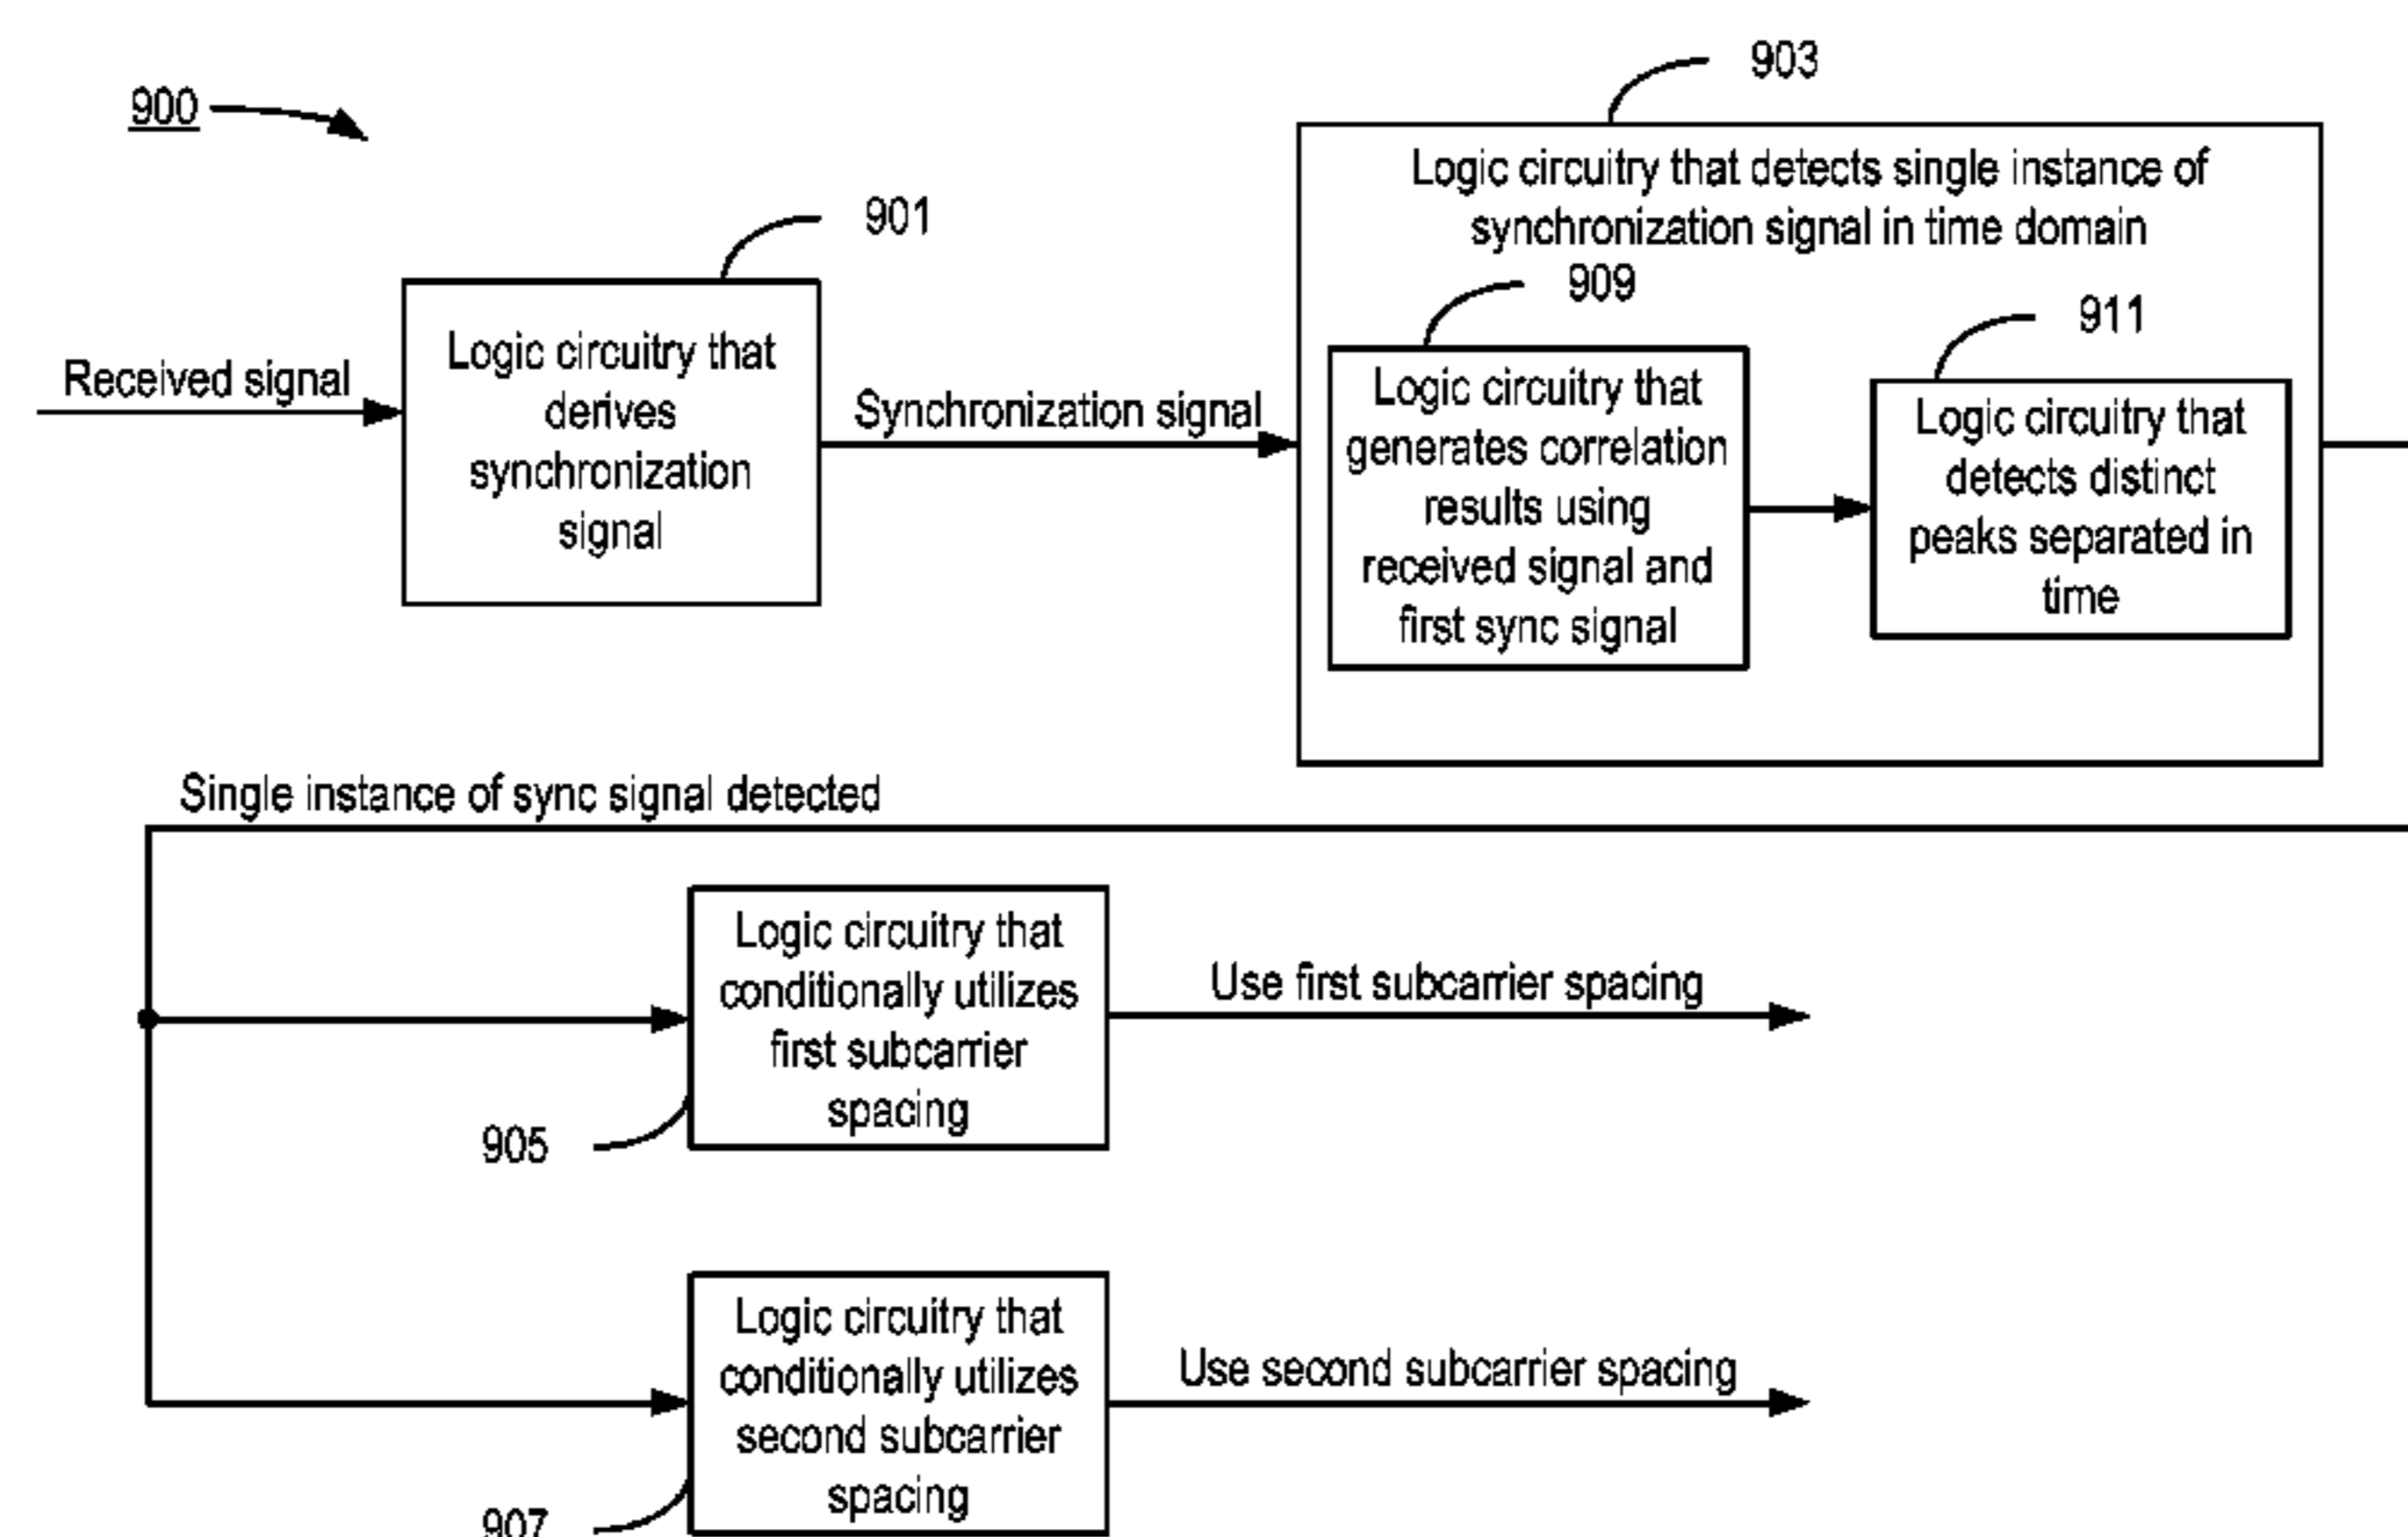 900
903
Logic circuitry that detects single instance of
synchronization signal in time domain
901
909
911
Received signal
Logic circuitry that
derives
synchronization
signal
Synchronization signal
Logic circuitry that
generates correlation
results using
received signal and
first sync signal
Logic circuitry that
detects distinct
peaks separated in
time
Single instance of sync signal detected
Logic circuitry that
conditionally utilizes
first subcarrier
spacing
905
Use first subcarrier spacing
Logic circuitry that
conditionally utilizes
second subcarrier
spacing
907
Use second subcarrier spacing